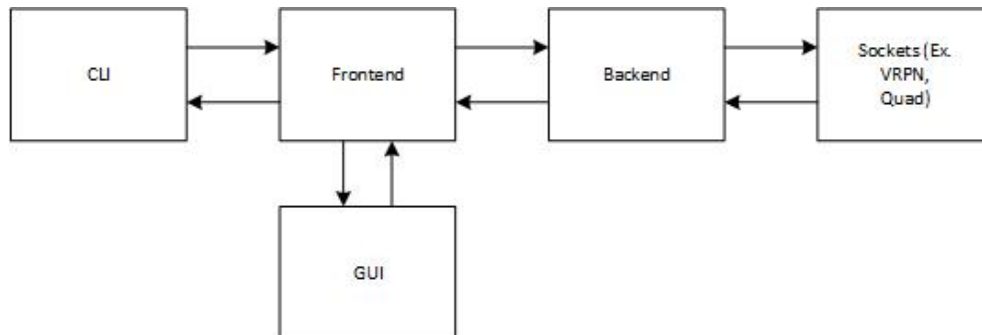 CLI
Frontend
Backend
Sockets (Ex.
VRPN,
Quad)
GUI